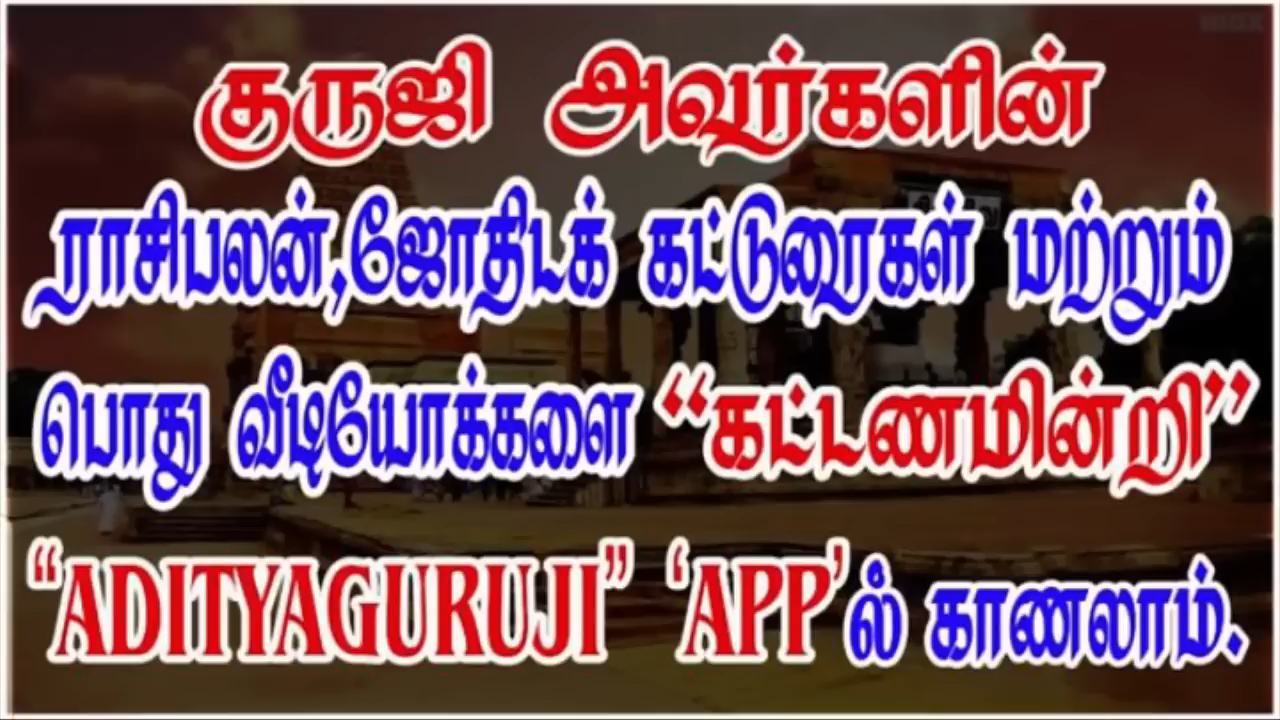 குருஜி அவர்களின்
ராசிபலன்,ஜோதிடக் கட்டுரைகள் மற்றும்
பொது வீடியோக்களை “கட்டணமின்றி”
“ADITYAGURUJI” ‘APP’ல் காணலாம்.